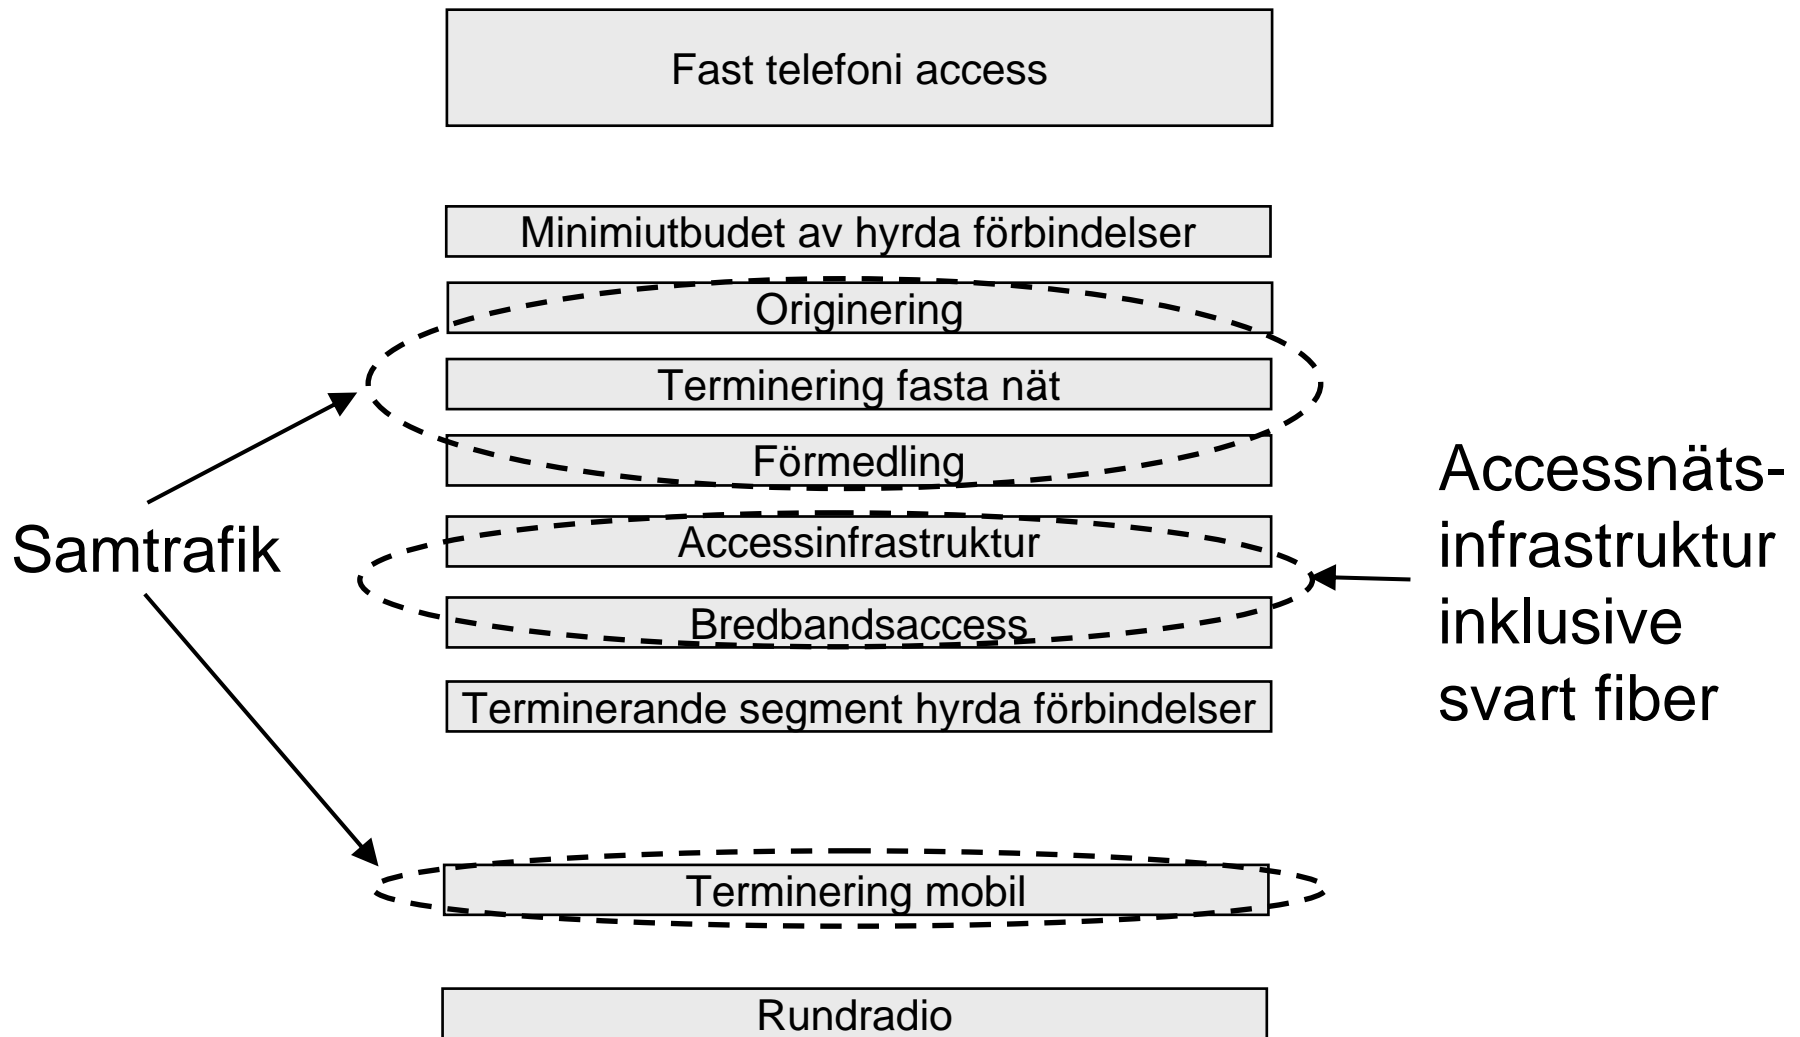 Fast telefoni access
Minimiutbudet av hyrda förbindelser
Originering
Terminering fasta nät
Förmedling
Samtrafik
Accessinfrastruktur
Bredbandsaccess
Accessnäts-
infrastruktur
inklusive
svart fiber
Terminerande segment hyrda förbindelser
Terminering mobil
Rundradio